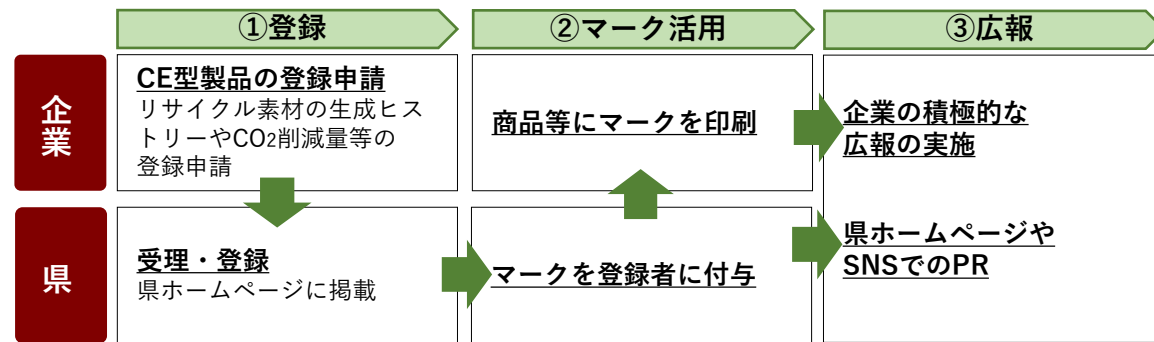 ①登録
②マーク活用
③広報
企業
CE型製品の登録申請
リサイクル素材の生成ヒス
トリーやCO2削減量等の
登録申請
商品等にマークを印刷
企業の積極的な
広報の実施
県
受理・登録
県ホームページに掲載
マークを登録者に付与
県ホームページや
SNSでのPR